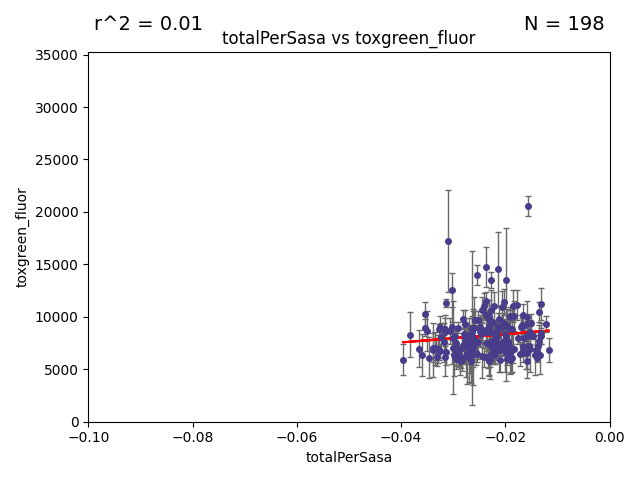 r^2 = 0.01
N = 198
totalPerSasa vs toxgreen_fluor
35000
30000
25000
20000
15000
10000
5000
0
toxgreen_fluor
−0.10
−0.08
−0.06
−0.04
−0.02
0.00
totalPerSasa